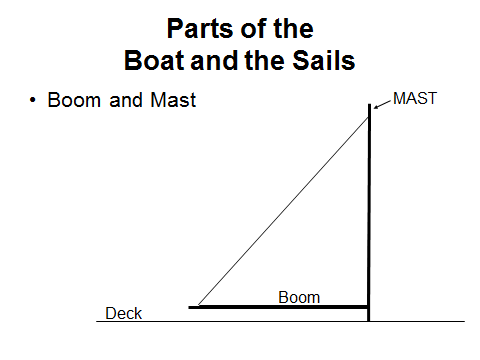 Parts of the
Boat and the Sails
• Boom and Mast
MAST
Boom
Deck